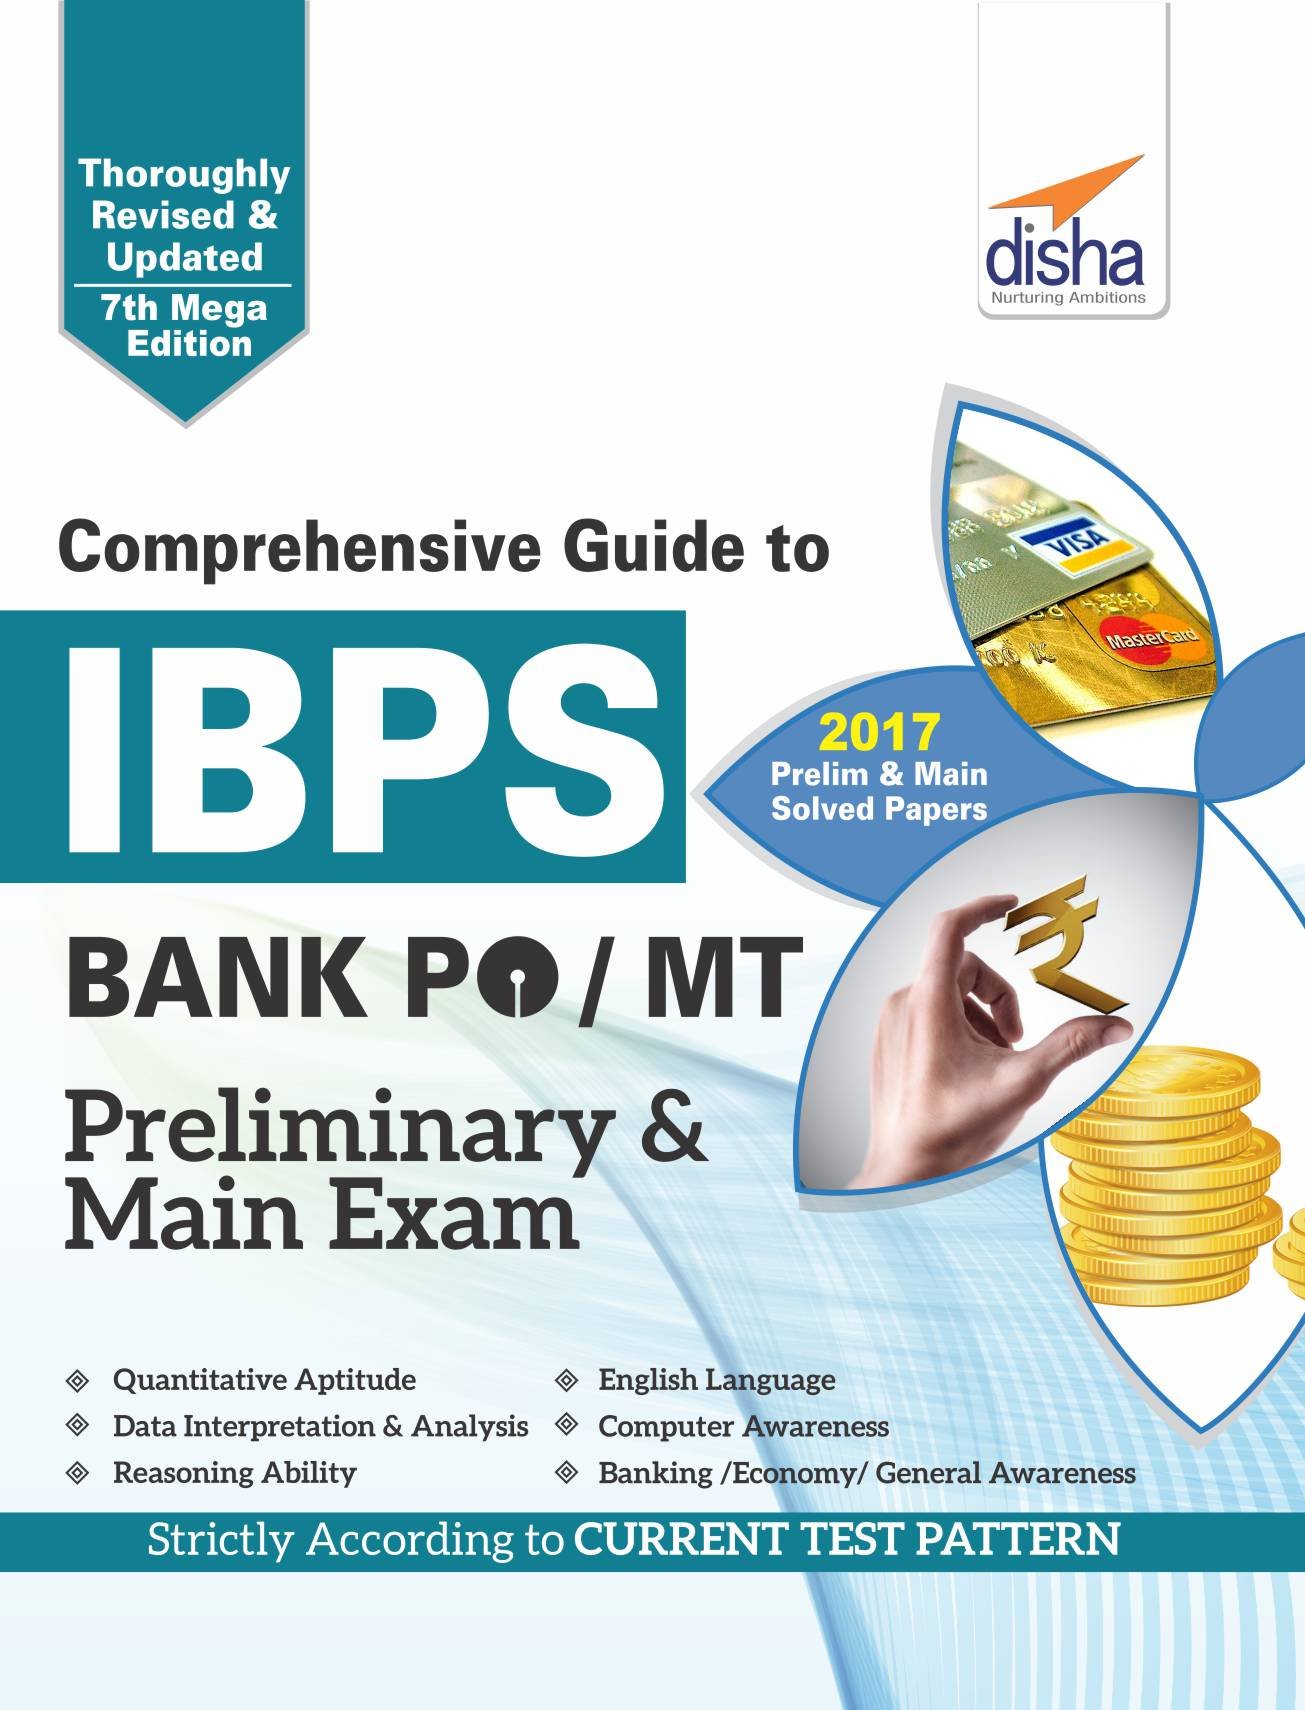 Thoroughly
Revised &
Updated
7th Mega
Edition
disha
Nurturing Ambitions
Comprehensive Guide to
IBPS
VISA
MasterCard
2017
Prelim & Main
Solved Papers
BANK PO / MT
Preliminary &
Main Exam
Quantitative Aptitude
Data Interpretation & Analysis
Reasoning Ability
English Language
Computer Awareness
Banking /Economy/ General Awareness
Strictly According to CURRENT TEST PATTERN